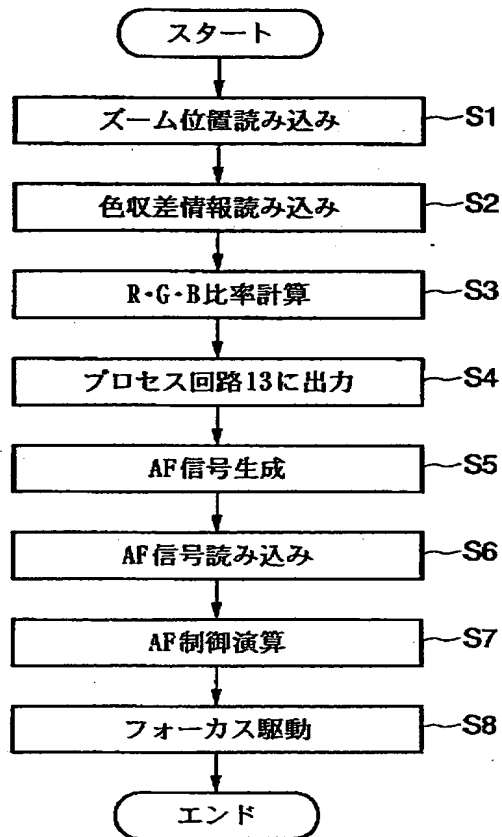 スタート
ズーム位置読み込み S1
色収差情報読み込み S2
R・G・B比率計算 S3
プロセス回路13に出力 S4
AF信号生成 S5
AF信号読み込み S6
AF制御演算 S7
フォーカス駆動 S8
エンド